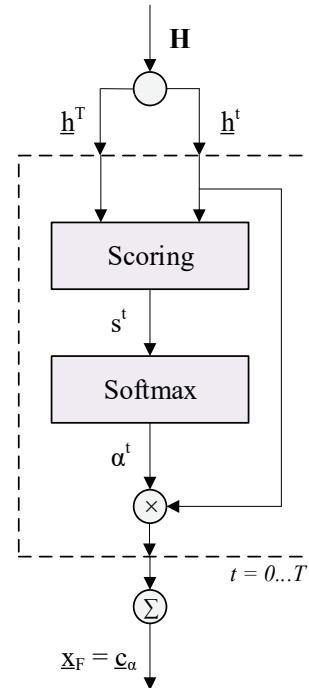 H
h^T h^t
Scoring
s^t
Softmax
α^t
×
t = 0...T
Σ
x_F = c_α